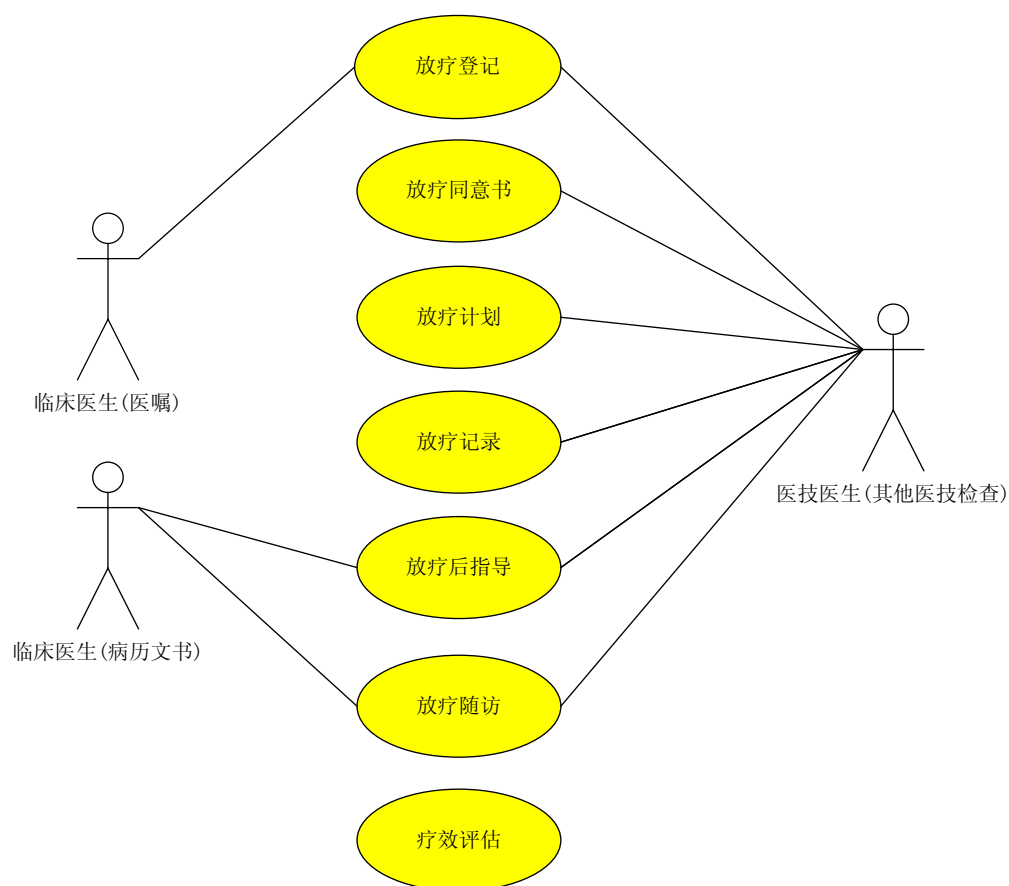 放疗登记
放疗同意书
放疗计划
临床医生(医嘱)
放疗记录
医技医生(其他医技检查)
放疗后指导
临床医生(病历文书)
放疗随访
疗效评估